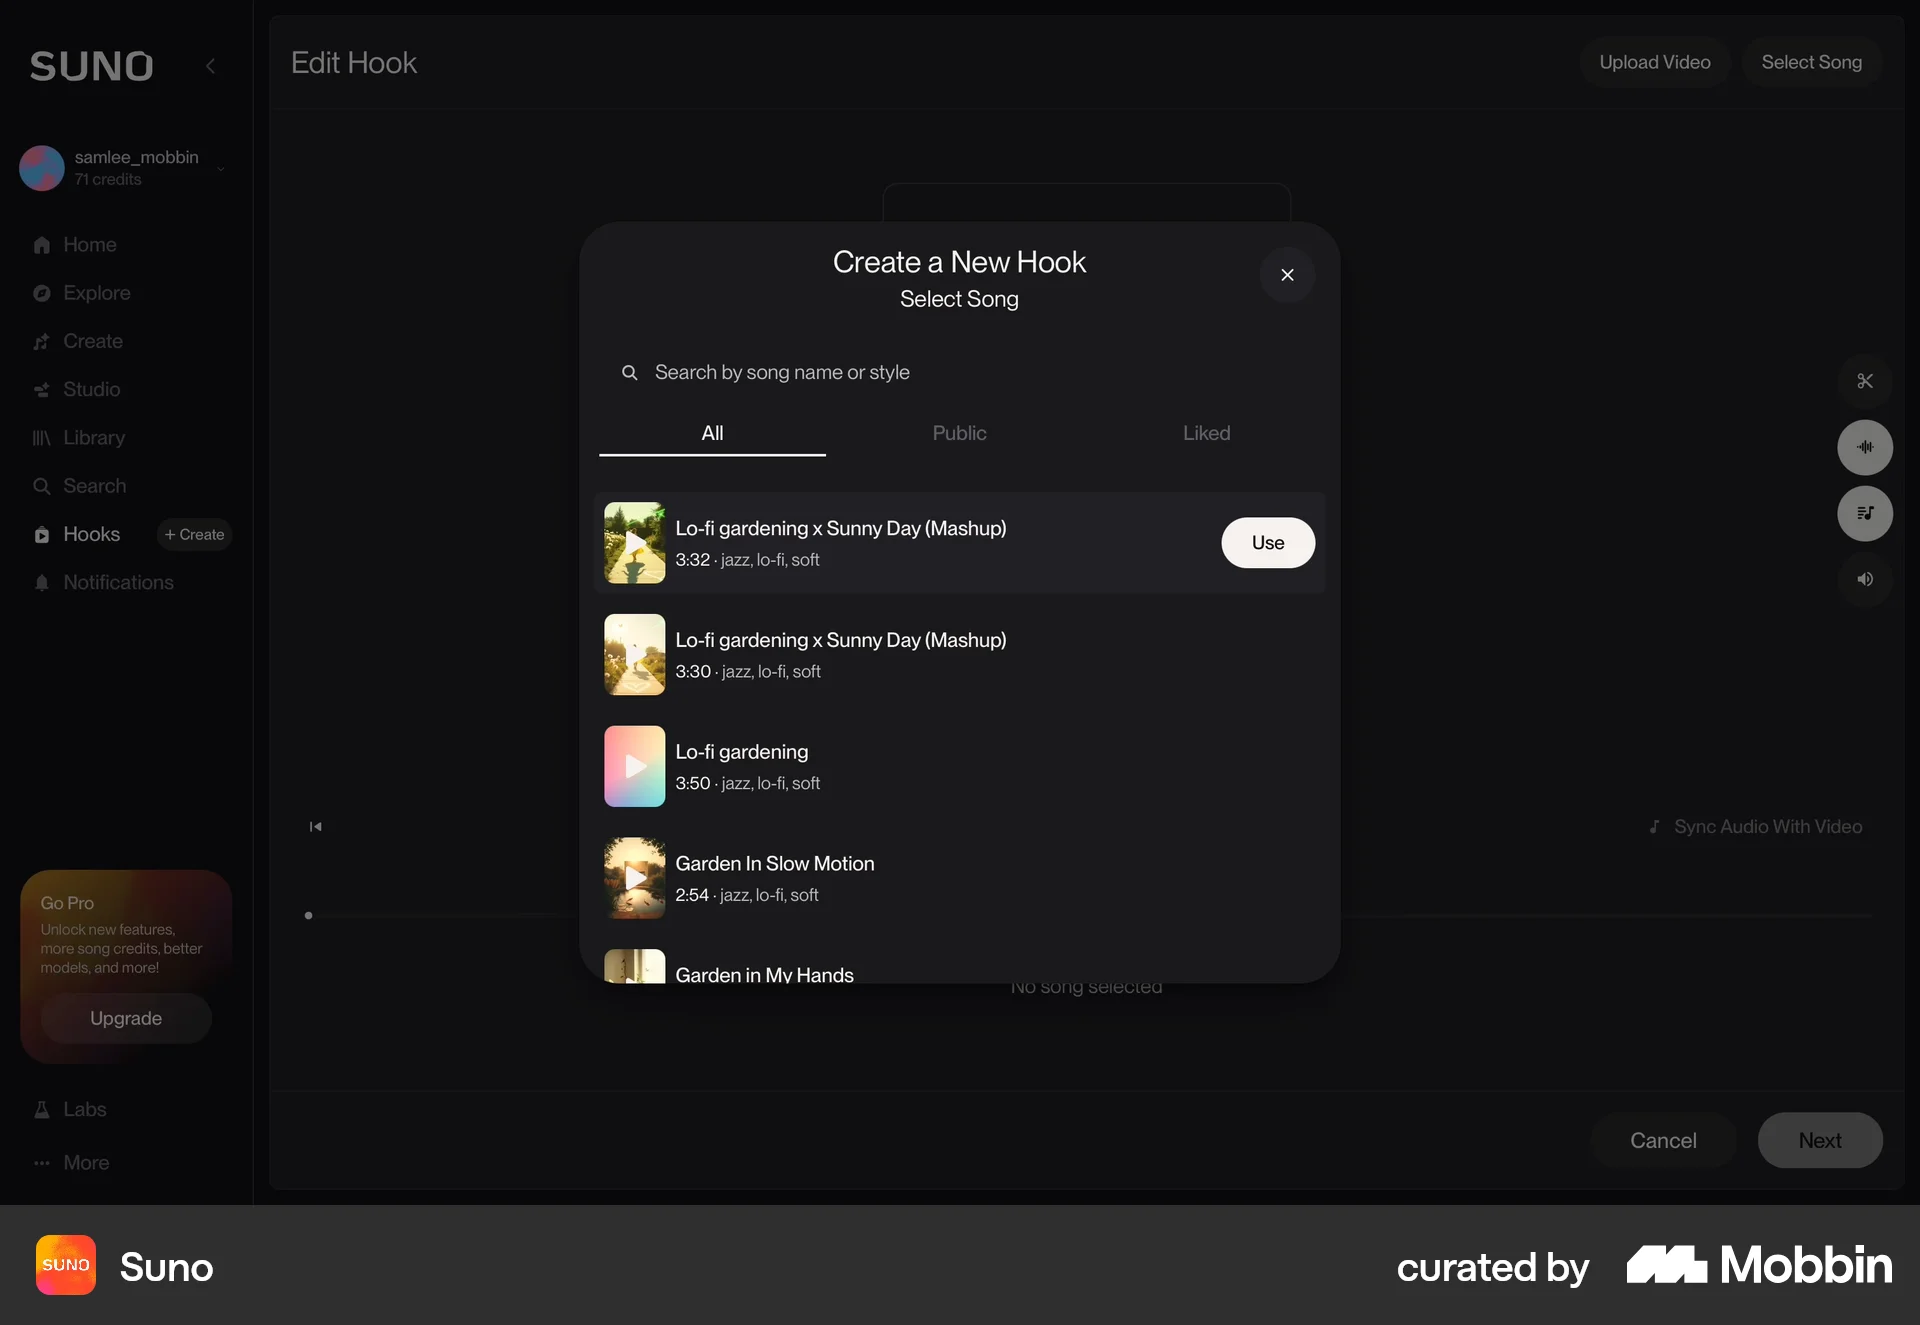 SUNO
samlee_mobbin
71 credits
Home
Explore
Create
Studio
Library
Search
Hooks
+ Create
Notifications
Go Pro
Unlock new features,
more song credits, better
models, and more!
Upgrade
Labs
More
Edit Hook
Upload Video
Select Song
Create a New Hook
Select Song
Search by song name or style
All
Public
Liked
Lo-fi gardening x Sunny Day (Mashup)
3:32 · jazz, lo-fi, soft
Use
Lo-fi gardening x Sunny Day (Mashup)
3:30 · jazz, lo-fi, soft
Lo-fi gardening
3:50 · jazz, lo-fi, soft
Garden In Slow Motion
2:54 · jazz, lo-fi, soft
Garden in My Hands
Sync Audio With Video
No song selected
Cancel
Next
SUNO
Suno
curated by
Mobbin